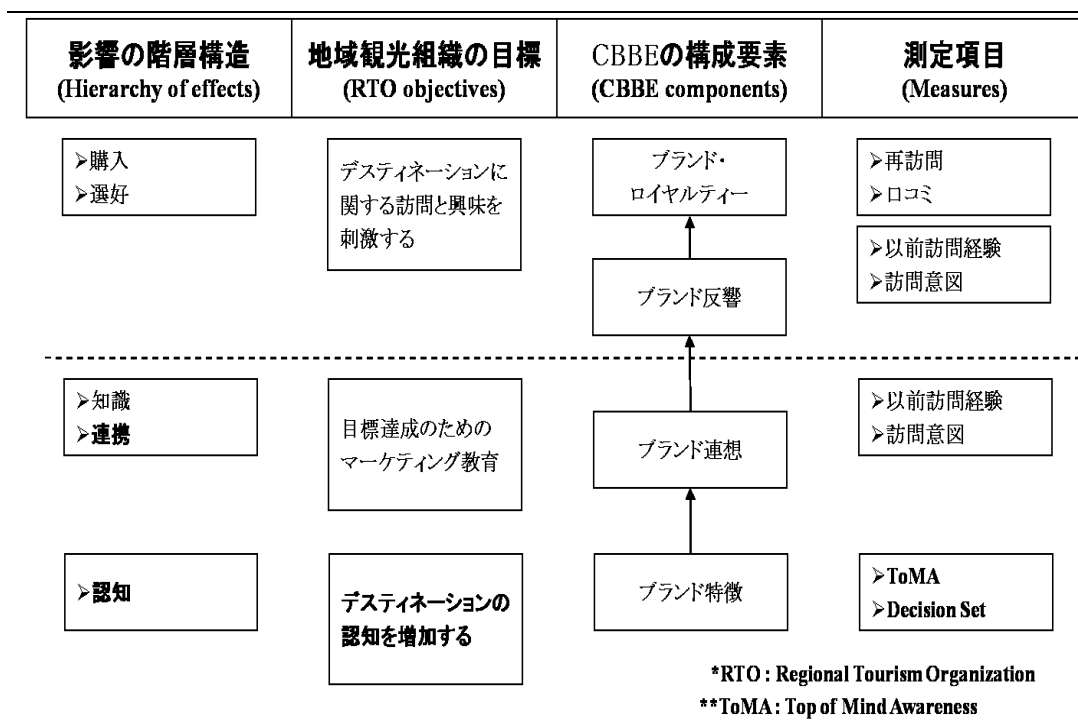 影響の階層構造
(Hierarchy of effects)
地域観光組織の目標
(RTO objectives)
CBBEの構成要素
(CBBE components)
測定項目
(Measures)
➢購入
➢選好
デスティネーションに
関する訪問と興味を
刺激する
ブランド・
ロイヤルティー
➢再訪問
➢口コミ
ブランド反響
➢以前訪問経験
➢訪問意図
➢知識
➢連携
目標達成のための
マーケティング教育
ブランド連想
➢以前訪問経験
➢訪問意図
➢認知
デスティネーションの
認知を増加する
ブランド特徴
➢ToMA
➢Decision Set
*RTO : Regional Tourism Organization
**ToMA : Top of Mind Awareness